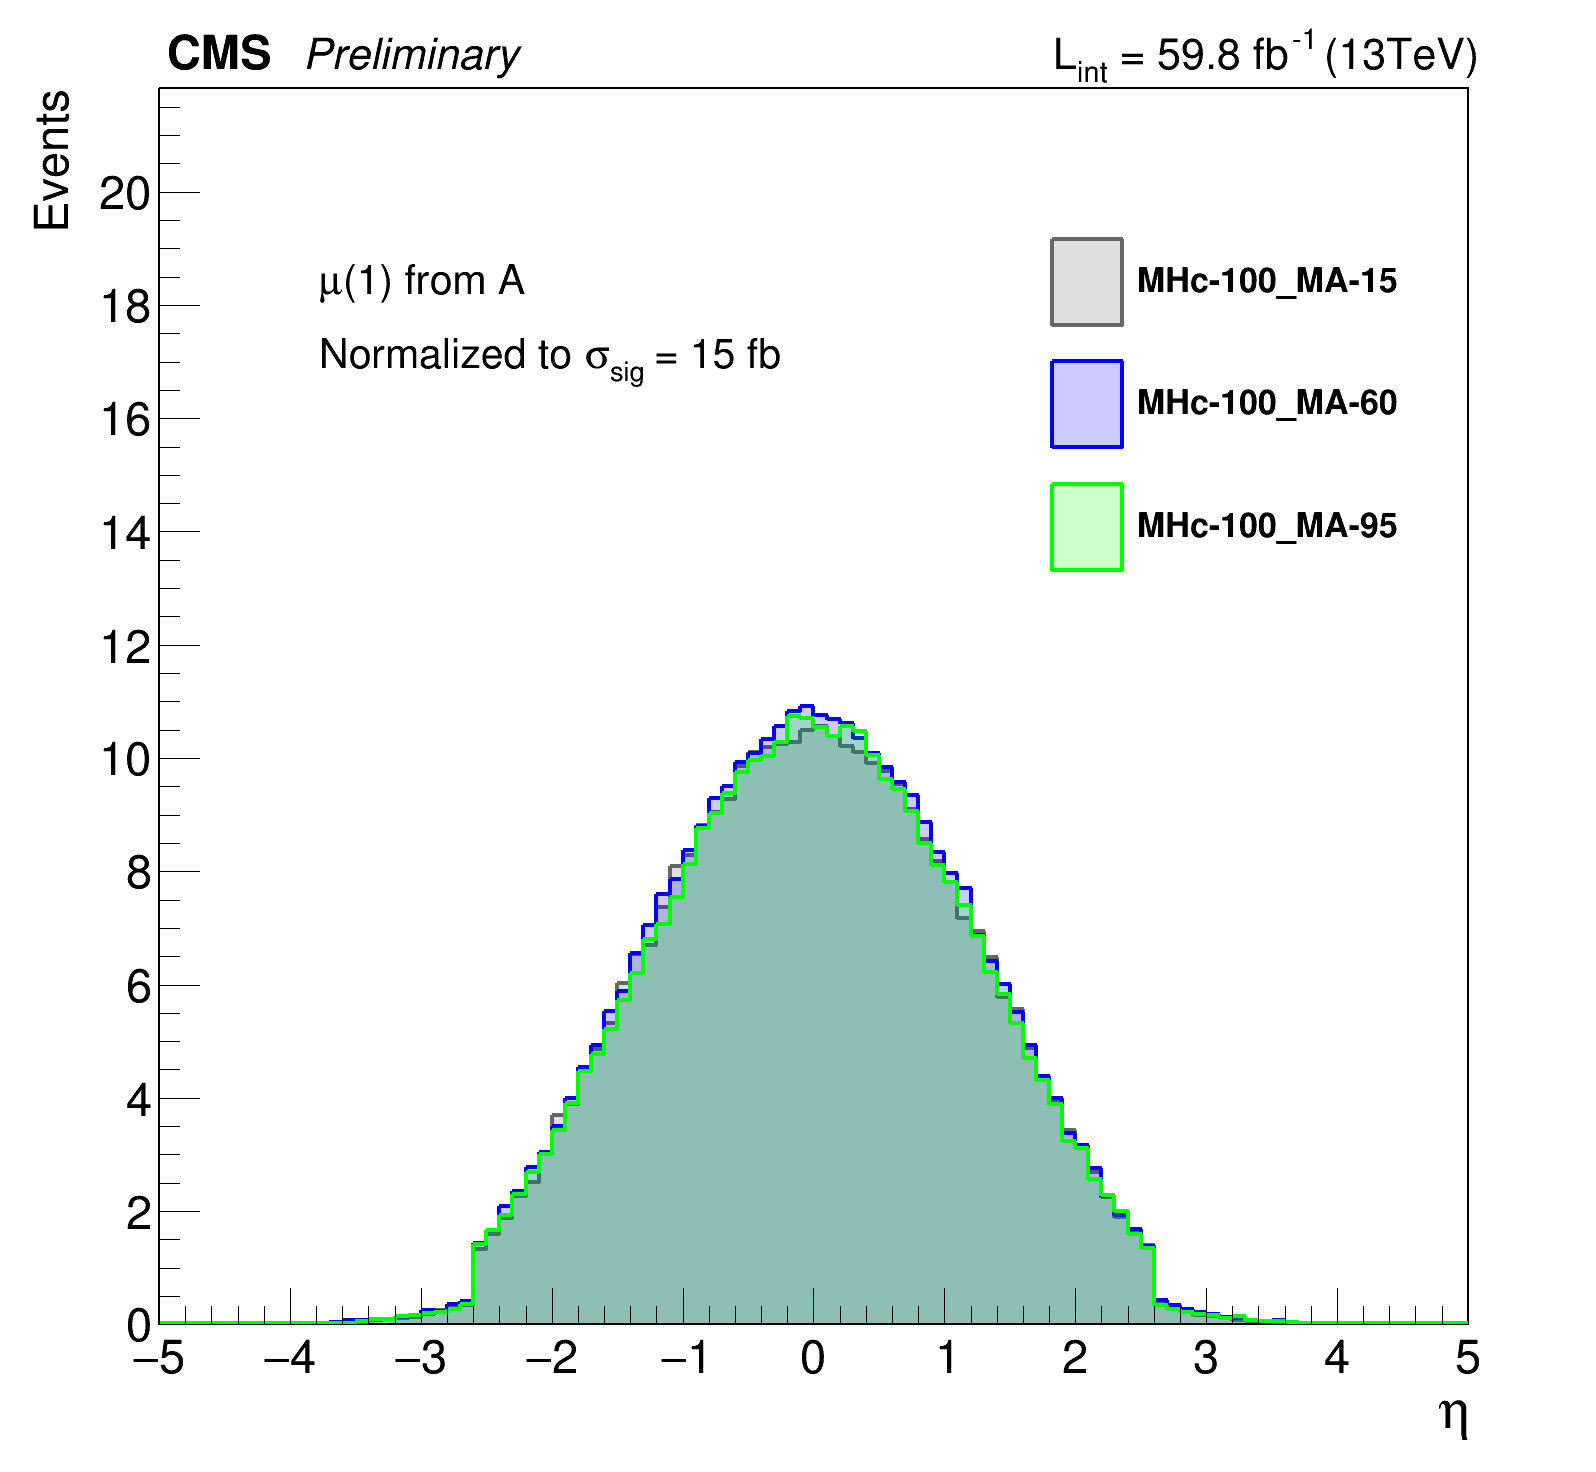 CMS Preliminary
L_int = 59.8 fb^-1 (13TeV)
Events
20
18
16
14
12
10
8
6
4
2
0
μ(1) from A
Normalized to σ_sig = 15 fb
MHc-100_MA-15
MHc-100_MA-60
MHc-100_MA-95
−5 −4 −3 −2 −1 0 1 2 3 4 5
η